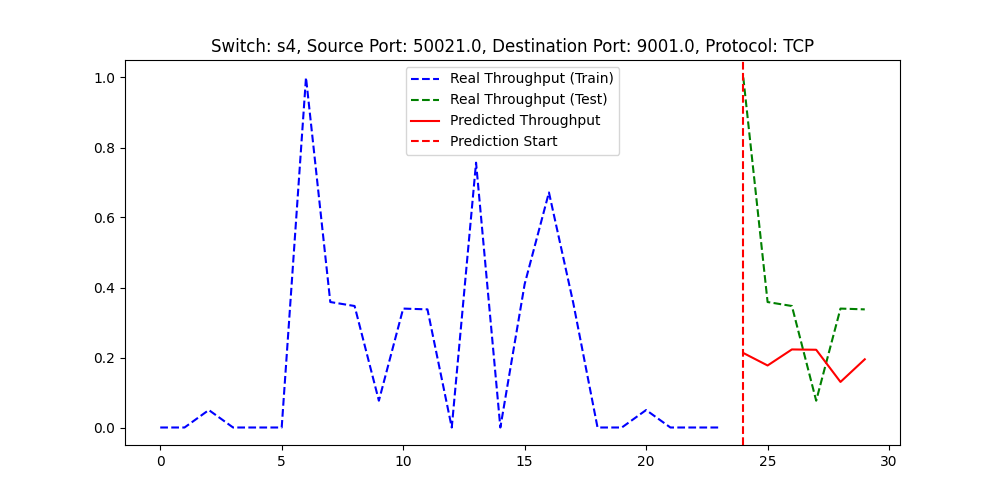 Switch: s4, Source Port: 50021.0, Destination Port: 9001.0, Protocol: TCP
Real Throughput (Train)
Real Throughput (Test)
Predicted Throughput
Prediction Start
1.0
0.8
0.6
0.4
0.2
0.0
0 5 10 15 20 25 30